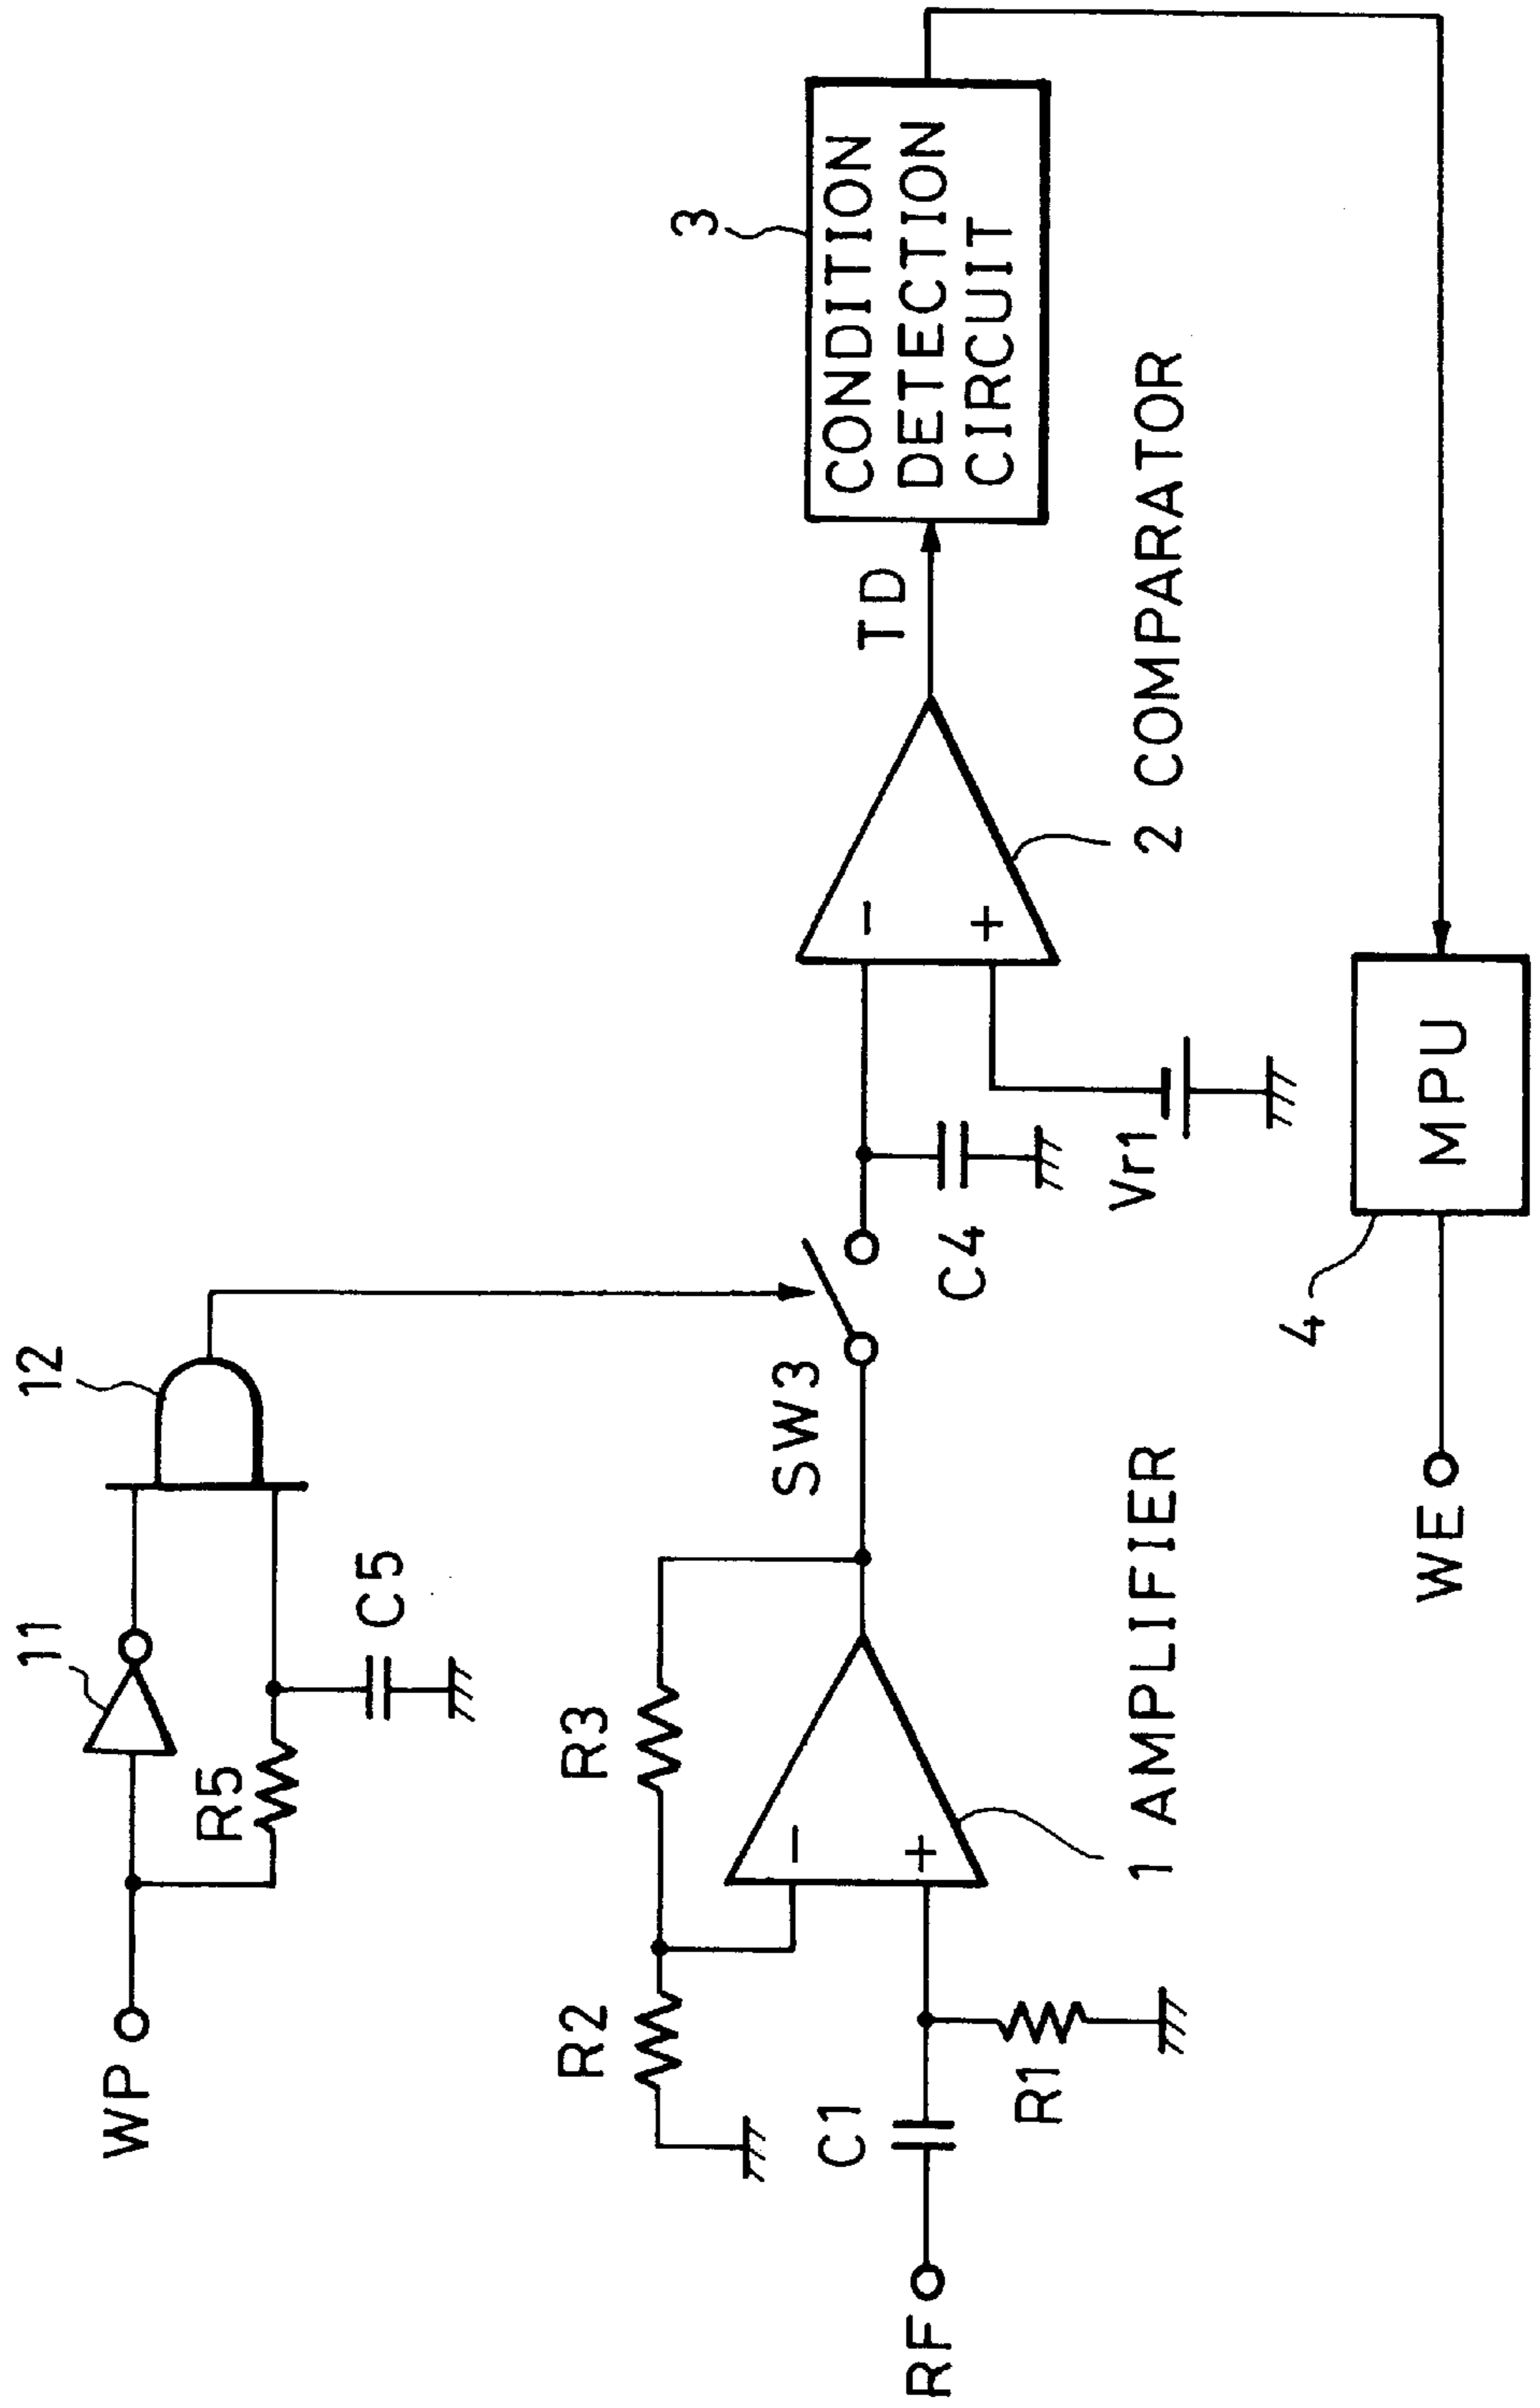 WP
11
12
R5
C5
R2
R3
SW3
3
CONDITION
DETECTION
CIRCUIT
TD
C1
R1
RF
-
+
1 AMPLIFIER
C4
Vr1
-
+
2 COMPARATOR
WE
4
MPU